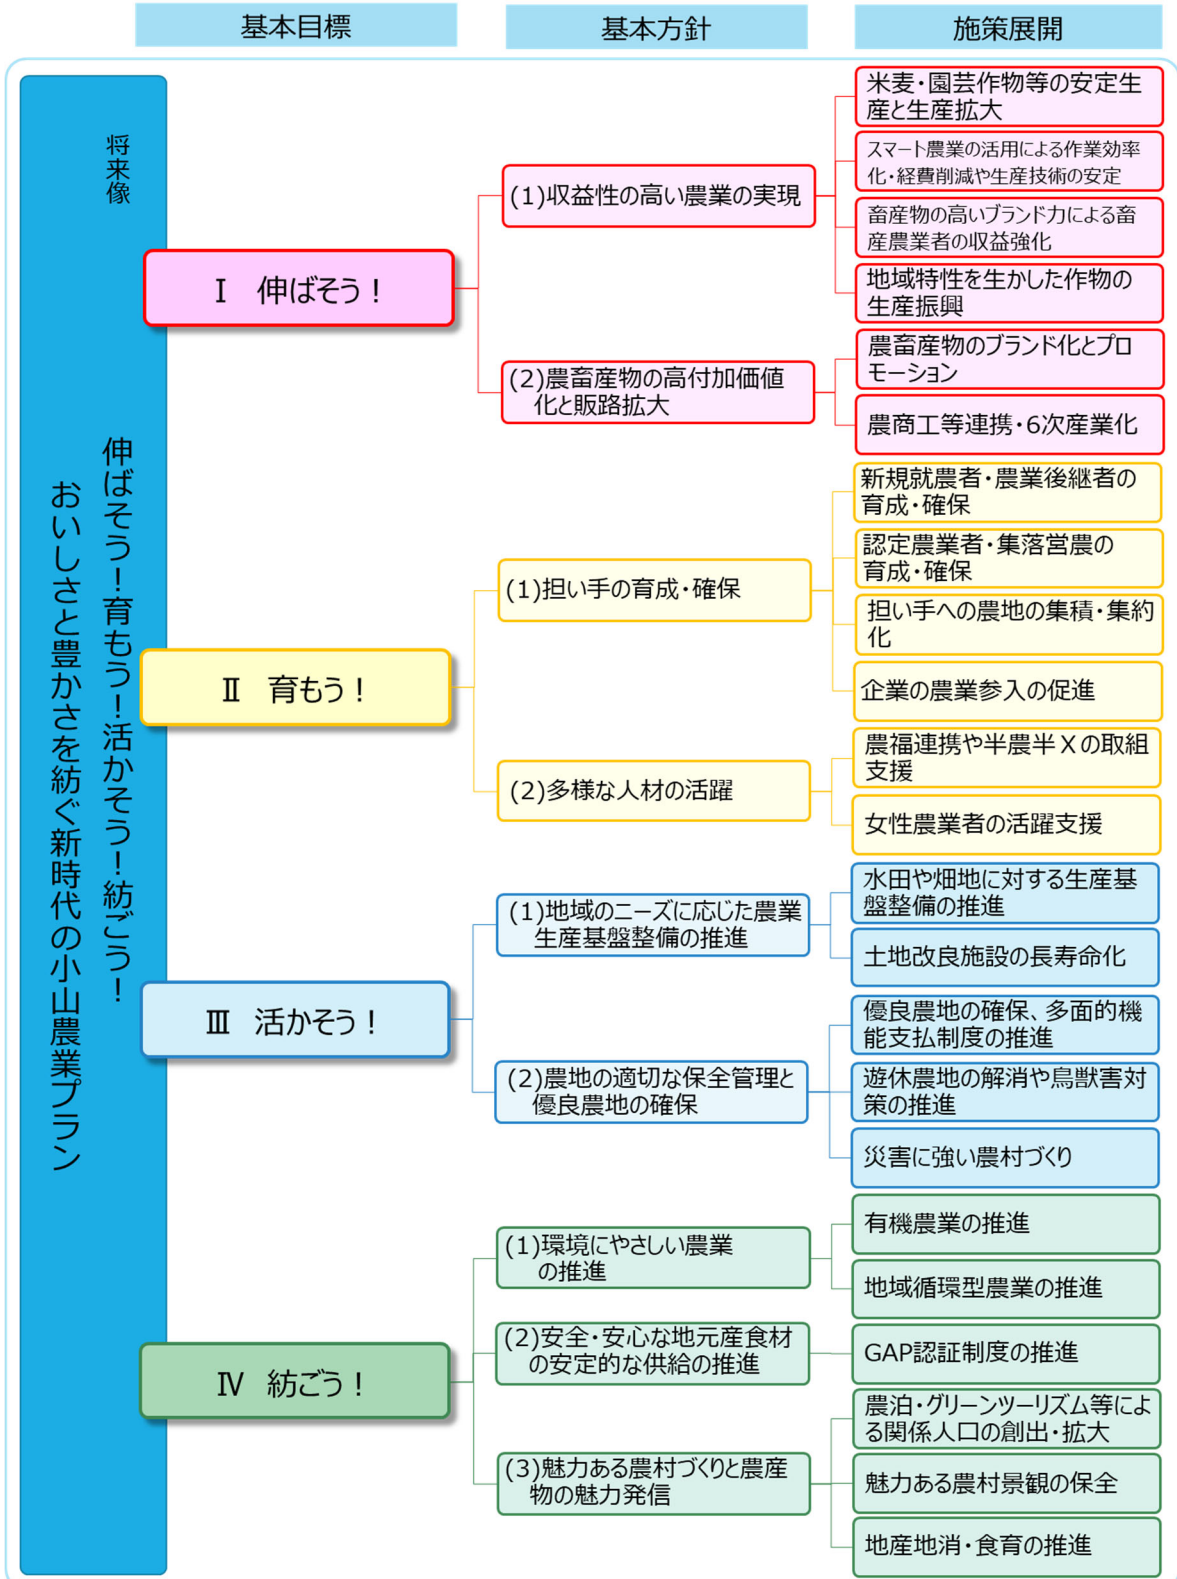 基本目標
基本方針
施策展開
将来像
伸ばそう！育もう！活かそう！紡ごう！
おいしさと豊かさを紡ぐ新時代の小山農業プラン
Ⅰ　伸ばそう！
(1)収益性の高い農業の実現
米麦・園芸作物等の安定生
産と生産拡大
スマート農業の活用による作業効率
化・経費削減や生産技術の安定
畜産物の高いブランド力による畜
産農業者の収益強化
地域特性を生かした作物の
生産振興
(2)農畜産物の高付加価値
化と販路拡大
農畜産物のブランド化とプロ
モーション
農商工等連携・6次産業化
Ⅱ　育もう！
(1)担い手の育成・確保
新規就農者・農業後継者の
育成・確保
認定農業者・集落営農の
育成・確保
担い手への農地の集積・集約
化
企業の農業参入の促進
(2)多様な人材の活躍
農福連携や半農半Ｘの取組
支援
女性農業者の活躍支援
Ⅲ　活かそう！
(1)地域のニーズに応じた農業
生産基盤整備の推進
水田や畑地に対する生産基
盤整備の推進
土地改良施設の長寿命化
(2)農地の適切な保全管理と
優良農地の確保
優良農地の確保、多面的機
能支払制度の推進
遊休農地の解消や鳥獣害対
策の推進
災害に強い農村づくり
Ⅳ　紡ごう！
(1)環境にやさしい農業
の推進
有機農業の推進
地域循環型農業の推進
(2)安全・安心な地元産食材
の安定的な供給の推進
GAP認証制度の推進
(3)魅力ある農村づくりと農産
物の魅力発信
農泊・グリーンツーリズム等によ
る関係人口の創出・拡大
魅力ある農村景観の保全
地産地消・食育の推進